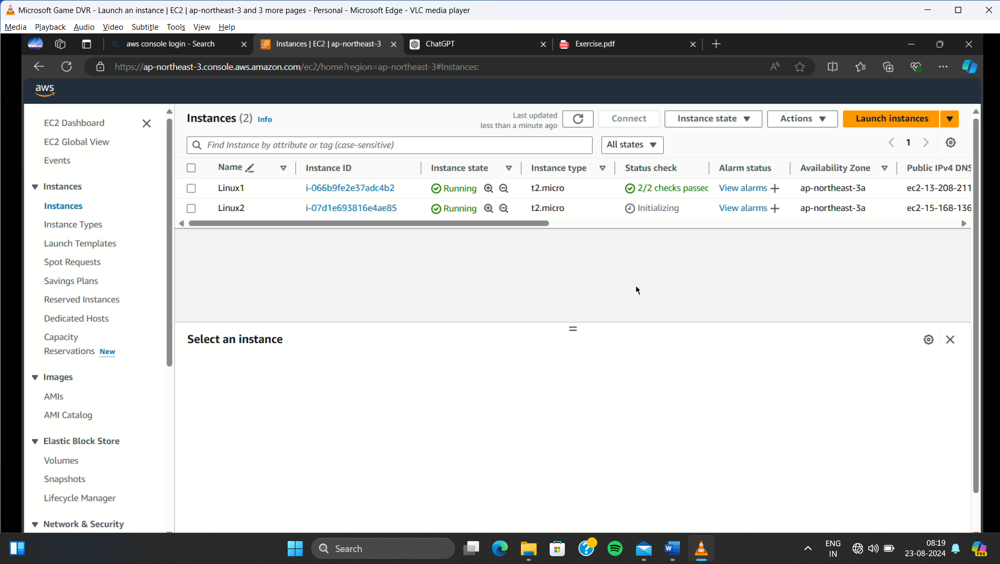 Microsoft Game DVR - Launch an instance | EC2 | ap-northeast-3 and 3 more pages - Personal - Microsoft Edge - VLC media player
Media Playback Audio Video Subtitle Tools View Help
aws console login - Search
Instances | EC2 | ap-northeast-3
ChatGPT
PDF
Exercise.pdf
https://ap-northeast-3.console.aws.amazon.com/ec2/home?region=ap-northeast-3#Instances:
aws
EC2 Dashboard
EC2 Global View
Events
Instances
Instances
Instance Types
Launch Templates
Spot Requests
Savings Plans
Reserved Instances
Dedicated Hosts
Capacity
Reservations New
Images
AMIs
AMI Catalog
Elastic Block Store
Volumes
Snapshots
Lifecycle Manager
Network & Security
Instances (2) Info
Last updated
less than a minute ago
Connect
Instance state
Actions
Launch instances
Find Instance by attribute or tag (case-sensitive)
All states
1
Name Instance ID Instance state Instance type Status check Alarm status Availability Zone Public IPv4 DNS
Linux1 i-066b9fe2e37adc4b2 Running t2.micro 2/2 checks passec View alarms + ap-northeast-3a ec2-13-208-211
Linux2 i-07d1e693816e4ae85 Running t2.micro Initializing View alarms + ap-northeast-3a ec2-15-168-136
Select an instance
Search
ENG
IN
08:19
23-08-2024
PRE